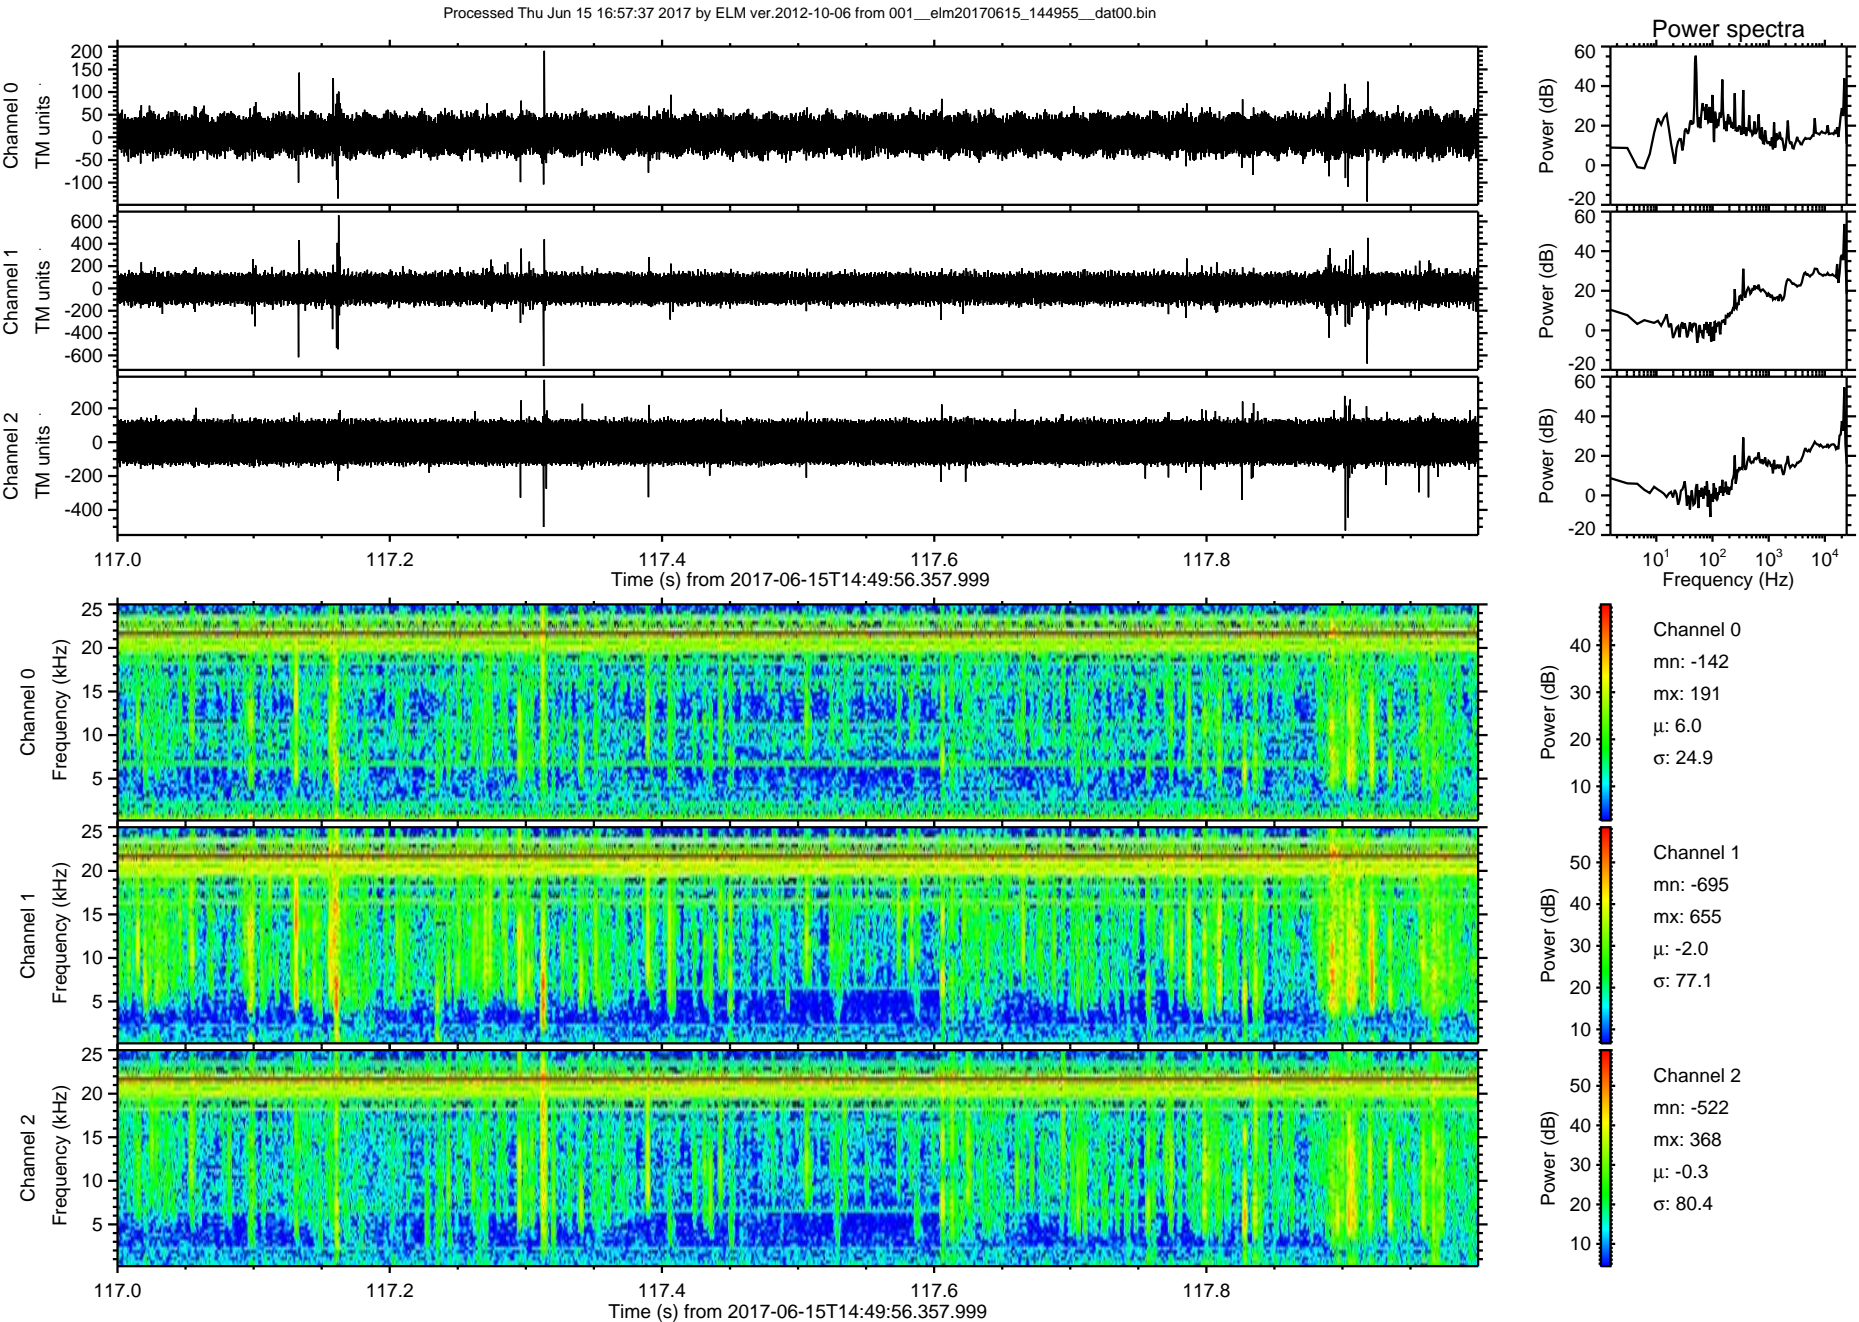 Processed Thu Jun 15 16:57:37 2017 by ELM ver.2012-10-06 from 001__elm20170615_144955__dat00.bin
Power spectra
Channel 0
TM units
200
150
100
50
0
-50
-100
Power (dB)
60
40
20
0
-20
Channel 1
TM units
600
400
200
0
-200
-400
-600
Power (dB)
60
40
20
0
-20
Channel 2
TM units
200
0
-200
-400
Power (dB)
60
40
20
0
-20
117.0 117.2 117.4 117.6 117.8
Time (s) from 2017-06-15T14:49:56.357.999
10^1 10^2 10^3 10^4
Frequency (Hz)
Channel 0
Frequency (kHz)
25
20
15
10
5
Power (dB)
40
30
20
10
Channel 0
mn: -142
mx: 191
μ: 6.0
σ: 24.9
Channel 1
Frequency (kHz)
25
20
15
10
5
Power (dB)
50
40
30
20
10
Channel 1
mn: -695
mx: 655
μ: -2.0
σ: 77.1
Channel 2
Frequency (kHz)
25
20
15
10
5
Power (dB)
50
40
30
20
10
Channel 2
mn: -522
mx: 368
μ: -0.3
σ: 80.4
117.0 117.2 117.4 117.6 117.8
Time (s) from 2017-06-15T14:49:56.357.999